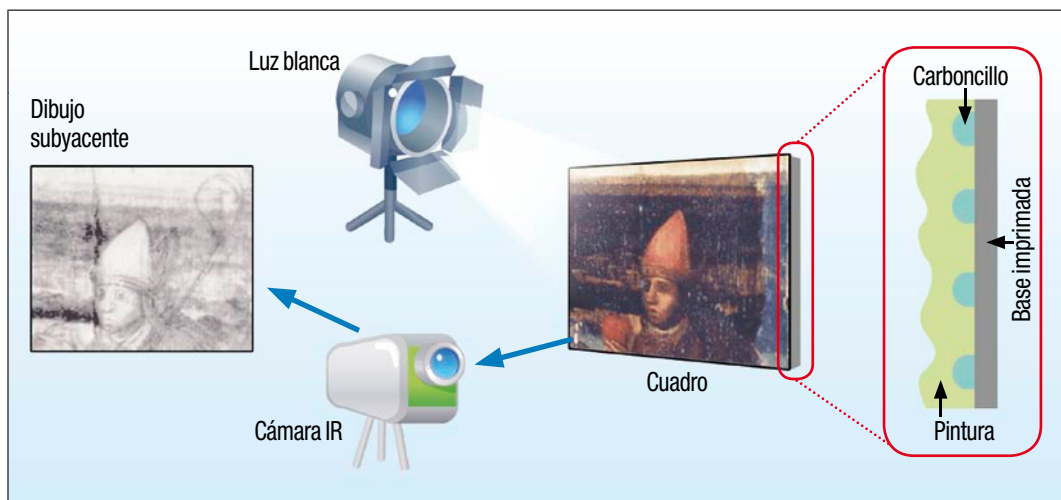 Luz blanca
Dibujo
subyacente
Carboncillo
Base imprimada
Cuadro
Cámara IR
Pintura